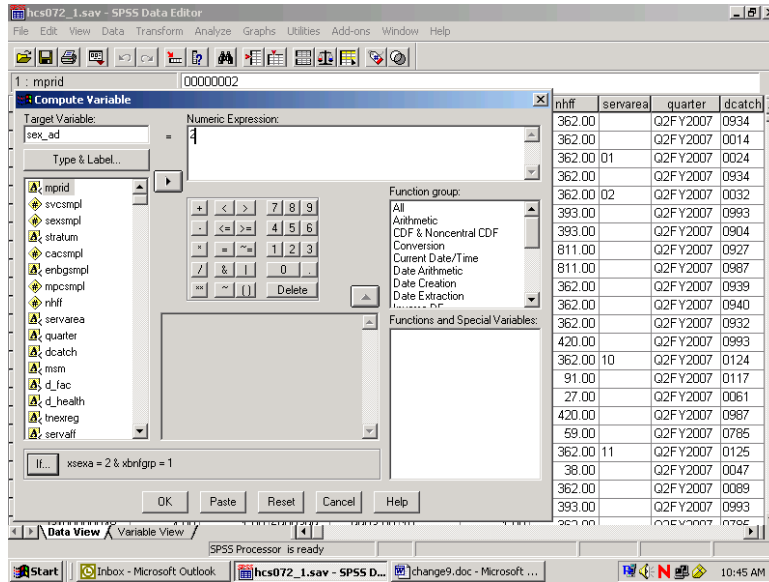 hcs072_1.sav - SPSS Data Editor
File Edit View Data Transform Analyze Graphs Utilities Add-ons Window Help
1 : mprid 00000002
Compute Variable
Target Variable:
sex_ad
=
Numeric Expression:
2
Type & Label...
mprid
svcsmpl
sexsmpl
stratum
cacsmpl
enbgsmpl
mpcsmpl
nhff
servarea
quarter
dcatch
msm
d_fac
d_health
tnexreg
servaff
+ < > 7 8 9
- <= >= 4 5 6
* = ~= 1 2 3
/ & | 0 .
** ~ () Delete
Function group:
All
Arithmetic
CDF & Noncentral CDF
Conversion
Current Date/Time
Date Arithmetic
Date Creation
Date Extraction
Functions and Special Variables:
If... xsexa = 2 & xbnfgrp = 1
OK Paste Reset Cancel Help
nhff servarea quarter dcatch
362.00 Q2FY2007 0934
362.00 Q2FY2007 0014
362.00 01 Q2FY2007 0024
362.00 Q2FY2007 0934
362.00 02 Q2FY2007 0032
393.00 Q2FY2007 0993
393.00 Q2FY2007 0904
811.00 Q2FY2007 0927
811.00 Q2FY2007 0987
362.00 Q2FY2007 0939
362.00 Q2FY2007 0940
362.00 Q2FY2007 0932
420.00 Q2FY2007 0993
362.00 10 Q2FY2007 0124
91.00 Q2FY2007 0117
27.00 Q2FY2007 0061
420.00 Q2FY2007 0987
59.00 Q2FY2007 0785
362.00 11 Q2FY2007 0125
38.00 Q2FY2007 0047
362.00 Q2FY2007 0089
393.00 Q2FY2007 0993
Data View Variable View
SPSS Processor is ready
Start Inbox - Microsoft Outlook hcs072_1.sav - SPSS D... change9.doc - Microsoft ... 10:45 AM